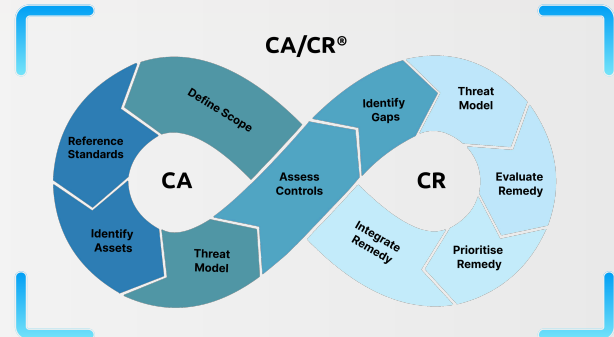 CA/CR®
Define Scope
Reference
Standards
CA
Identify
Assets
Threat
Model
Assess
Controls
Identify
Gaps
Threat
Model
CR
Evaluate
Remedy
Prioritise
Remedy
Integrate
Remedy